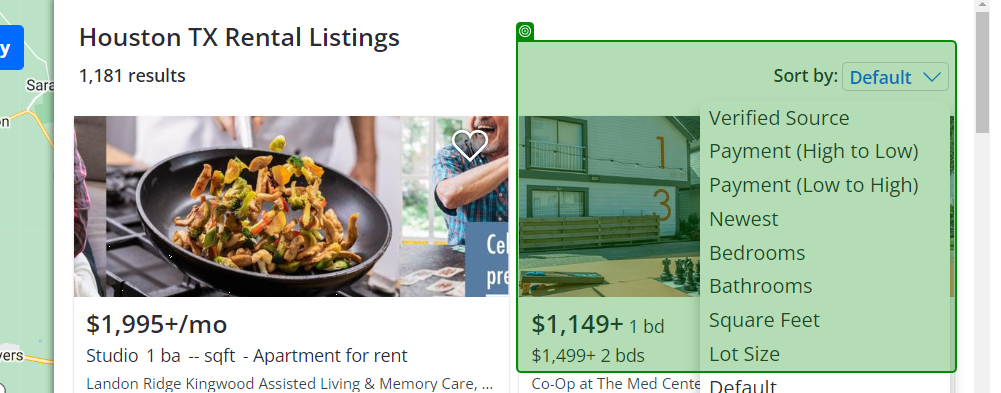 y
Sara
on
vers
Houston TX Rental Listings
1,181 results
Sort by: Default
Verified Source
Payment (High to Low)
Payment (Low to High)
Newest
Bedrooms
Bathrooms
Square Feet
Lot Size
Default
Cel
pre
$1,995+/mo
Studio 1 ba -- sqft - Apartment for rent
Landon Ridge Kingwood Assisted Living & Memory Care, ...
1
3
$1,149+ 1 bd
$1,499+ 2 bds
Co-Op at The Med Cente